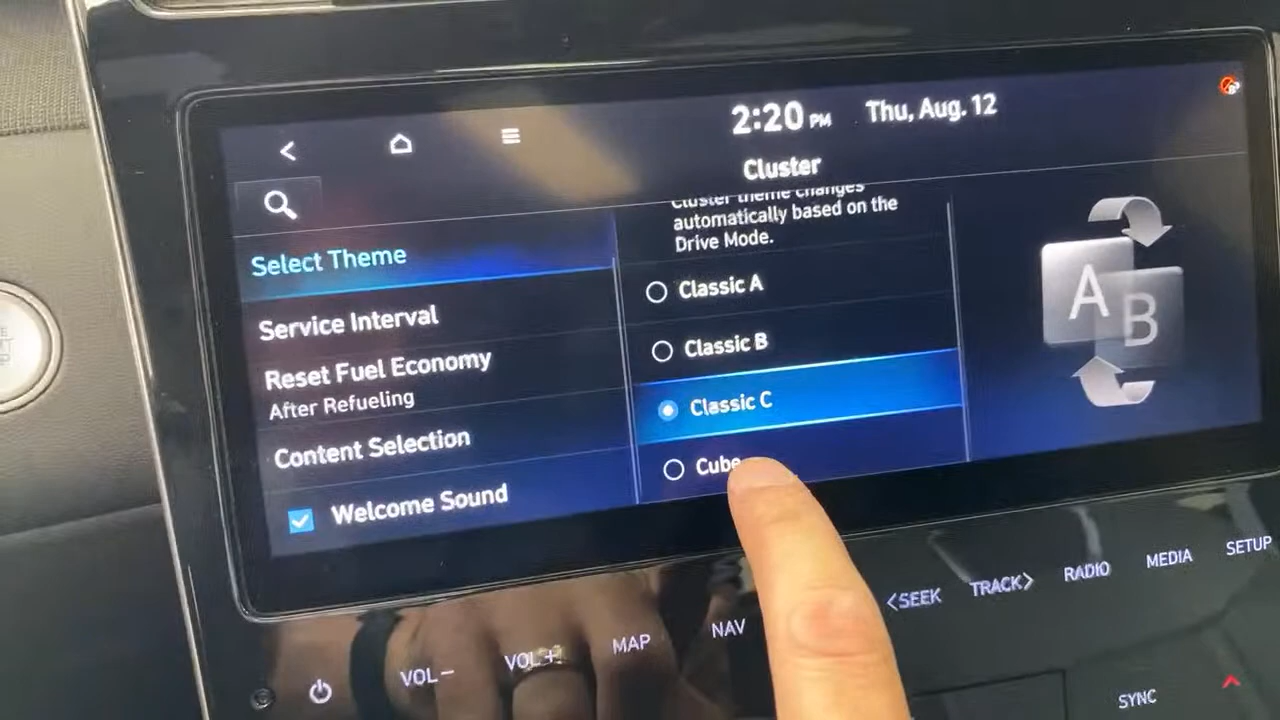 2:20 PM Thu, Aug. 12
Cluster
Select Theme
Service Interval
Reset Fuel Economy
After Refueling
Content Selection
Welcome Sound
Cluster theme changes
automatically based on the
Drive Mode.
Classic A
Classic B
Classic C
Cube
A
B
VOL−
VOL+
MAP
NAV
<SEEK
TRACK>
RADIO
MEDIA
SETUP
SYNC